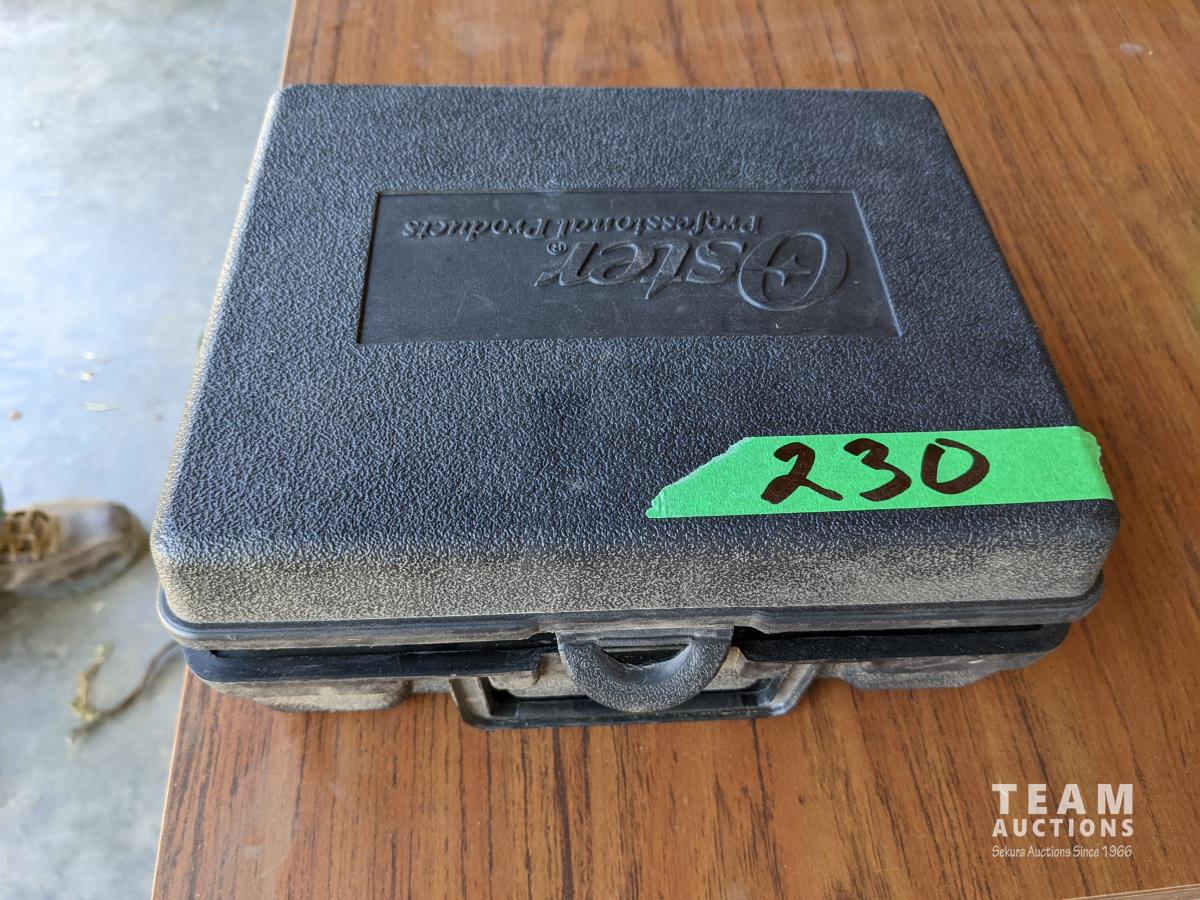 Oster®
Professional Products
230
TEAM
AUCTIONS
Sekura Auctions Since 1966